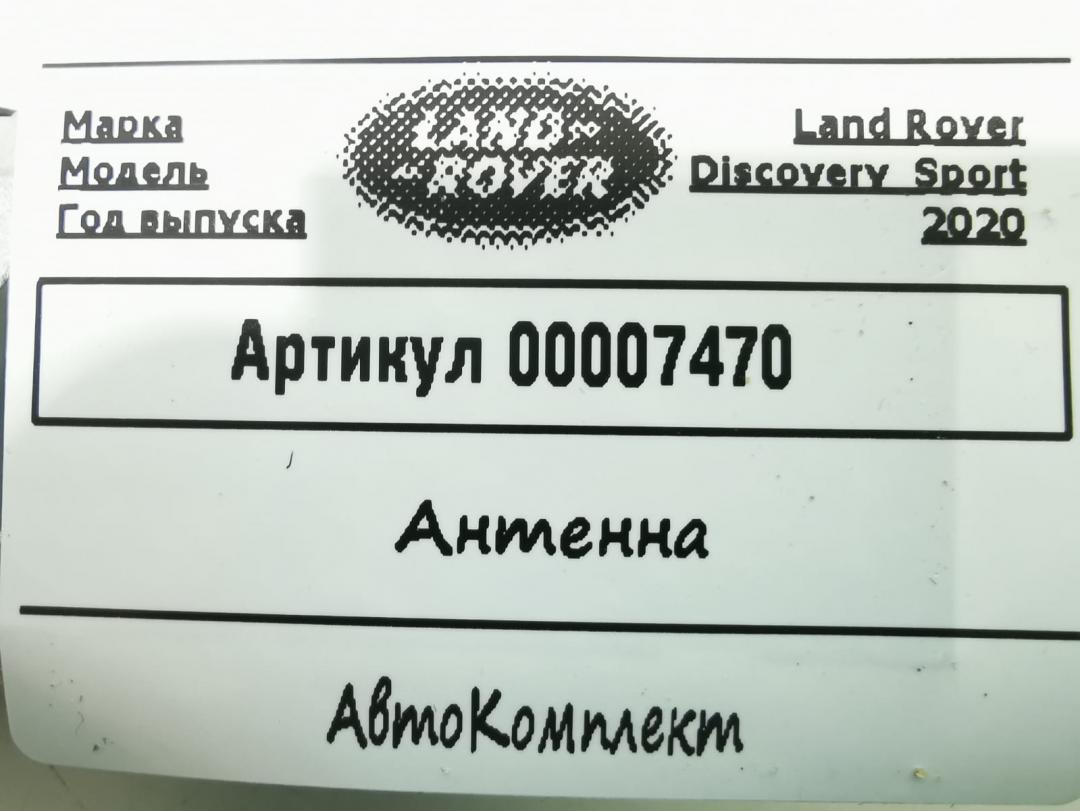 Марка Land Rover
LAND-
-ROVER
Модель Discovery Sport
Год выпуска 2020
Артикул 00007470
Антенна
АвтоКомплект